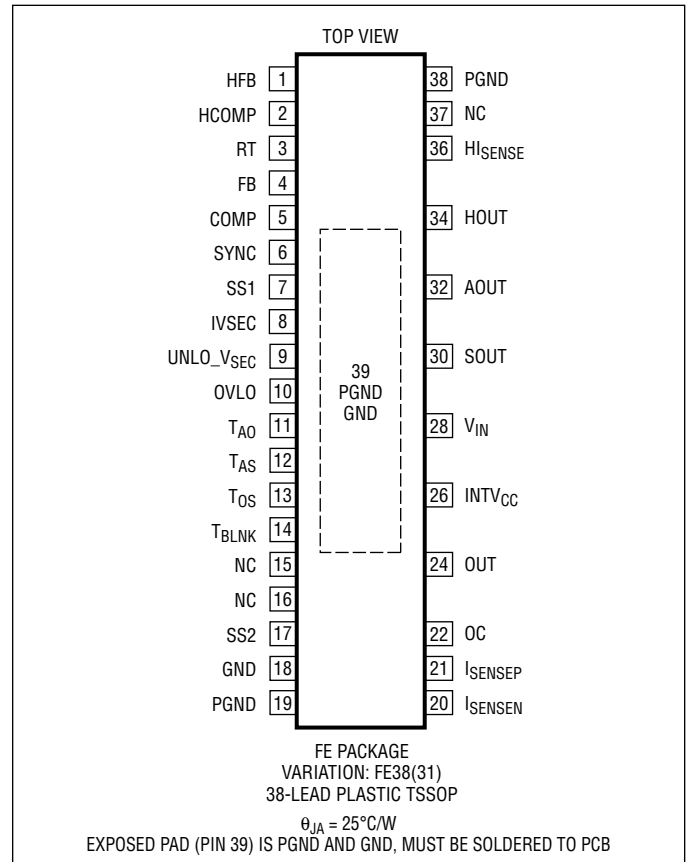 TOP VIEW
HFB 1
HCOMP 2
RT 3
FB 4
COMP 5
SYNC 6
SS1 7
IVSEC 8
UNLO_VSEC 9
OVLO 10
TAO 11
TAS 12
TOS 13
TBLNK 14
NC 15
NC 16
SS2 17
GND 18
PGND 19
39
PGND
GND
38 PGND
37 NC
36 HISENSE
34 HOUT
32 AOUT
30 SOUT
28 VIN
26 INTVCC
24 OUT
22 OC
21 ISENSEP
20 ISENSEN
FE PACKAGE
VARIATION: FE38(31)
38-LEAD PLASTIC TSSOP
θJA = 25°C/W
EXPOSED PAD (PIN 39) IS PGND AND GND, MUST BE SOLDERED TO PCB